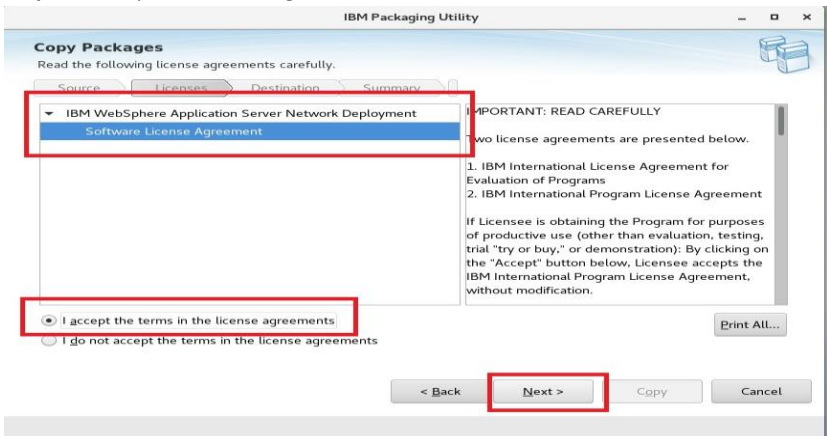 IBM Packaging Utility
Copy Packages
Read the following license agreements carefully.
Source Licenses Destination Summary
IBM WebSphere Application Server Network Deployment
Software License Agreement
IMPORTANT: READ CAREFULLY
Two license agreements are presented below.
1. IBM International License Agreement for
Evaluation of Programs
2. IBM International Program License Agreement
If Licensee is obtaining the Program for purposes
of productive use (other than evaluation, testing,
trial "try or buy," or demonstration): By clicking on
the "Accept" button below, Licensee accepts the
IBM International Program License Agreement,
without modification.
I accept the terms in the license agreements
I do not accept the terms in the license agreements
Print All...
< Back Next > Copy Cancel